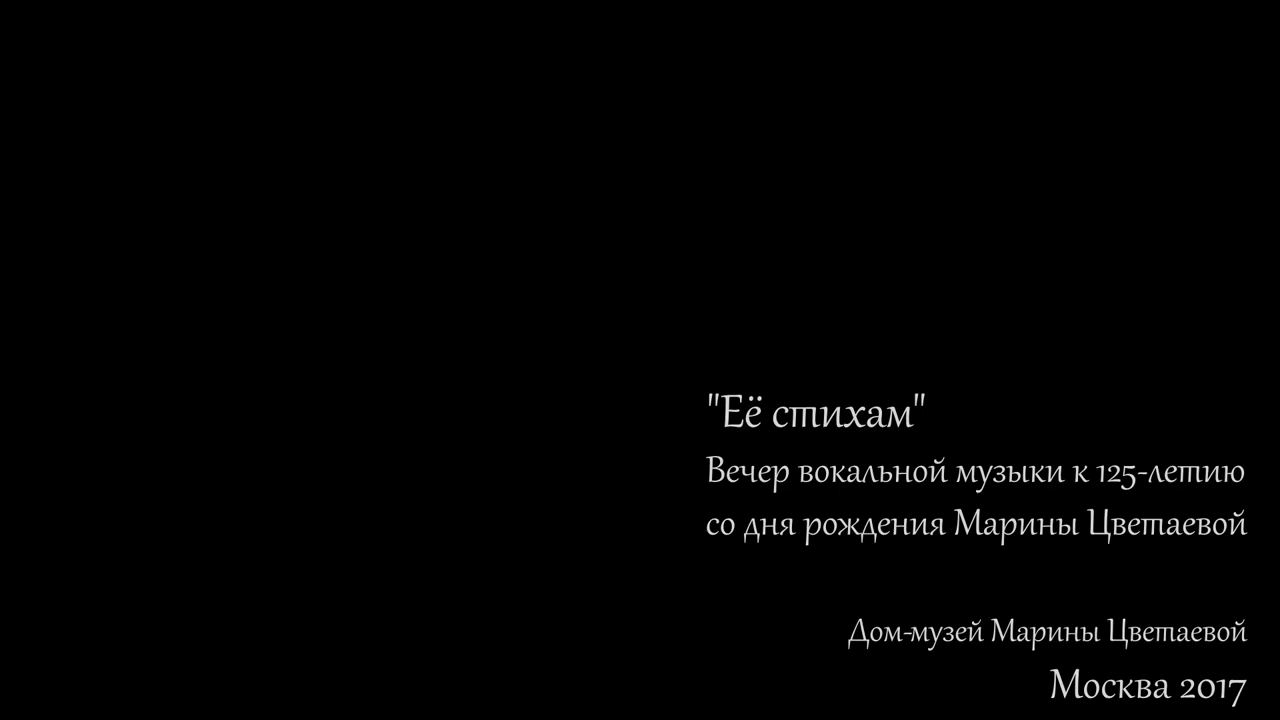 "Её стихам"
Вечер вокальной музыки к 125-летию
со дня рождения Марины Цветаевой
Дом-музей Марины Цветаевой
Москва 2017